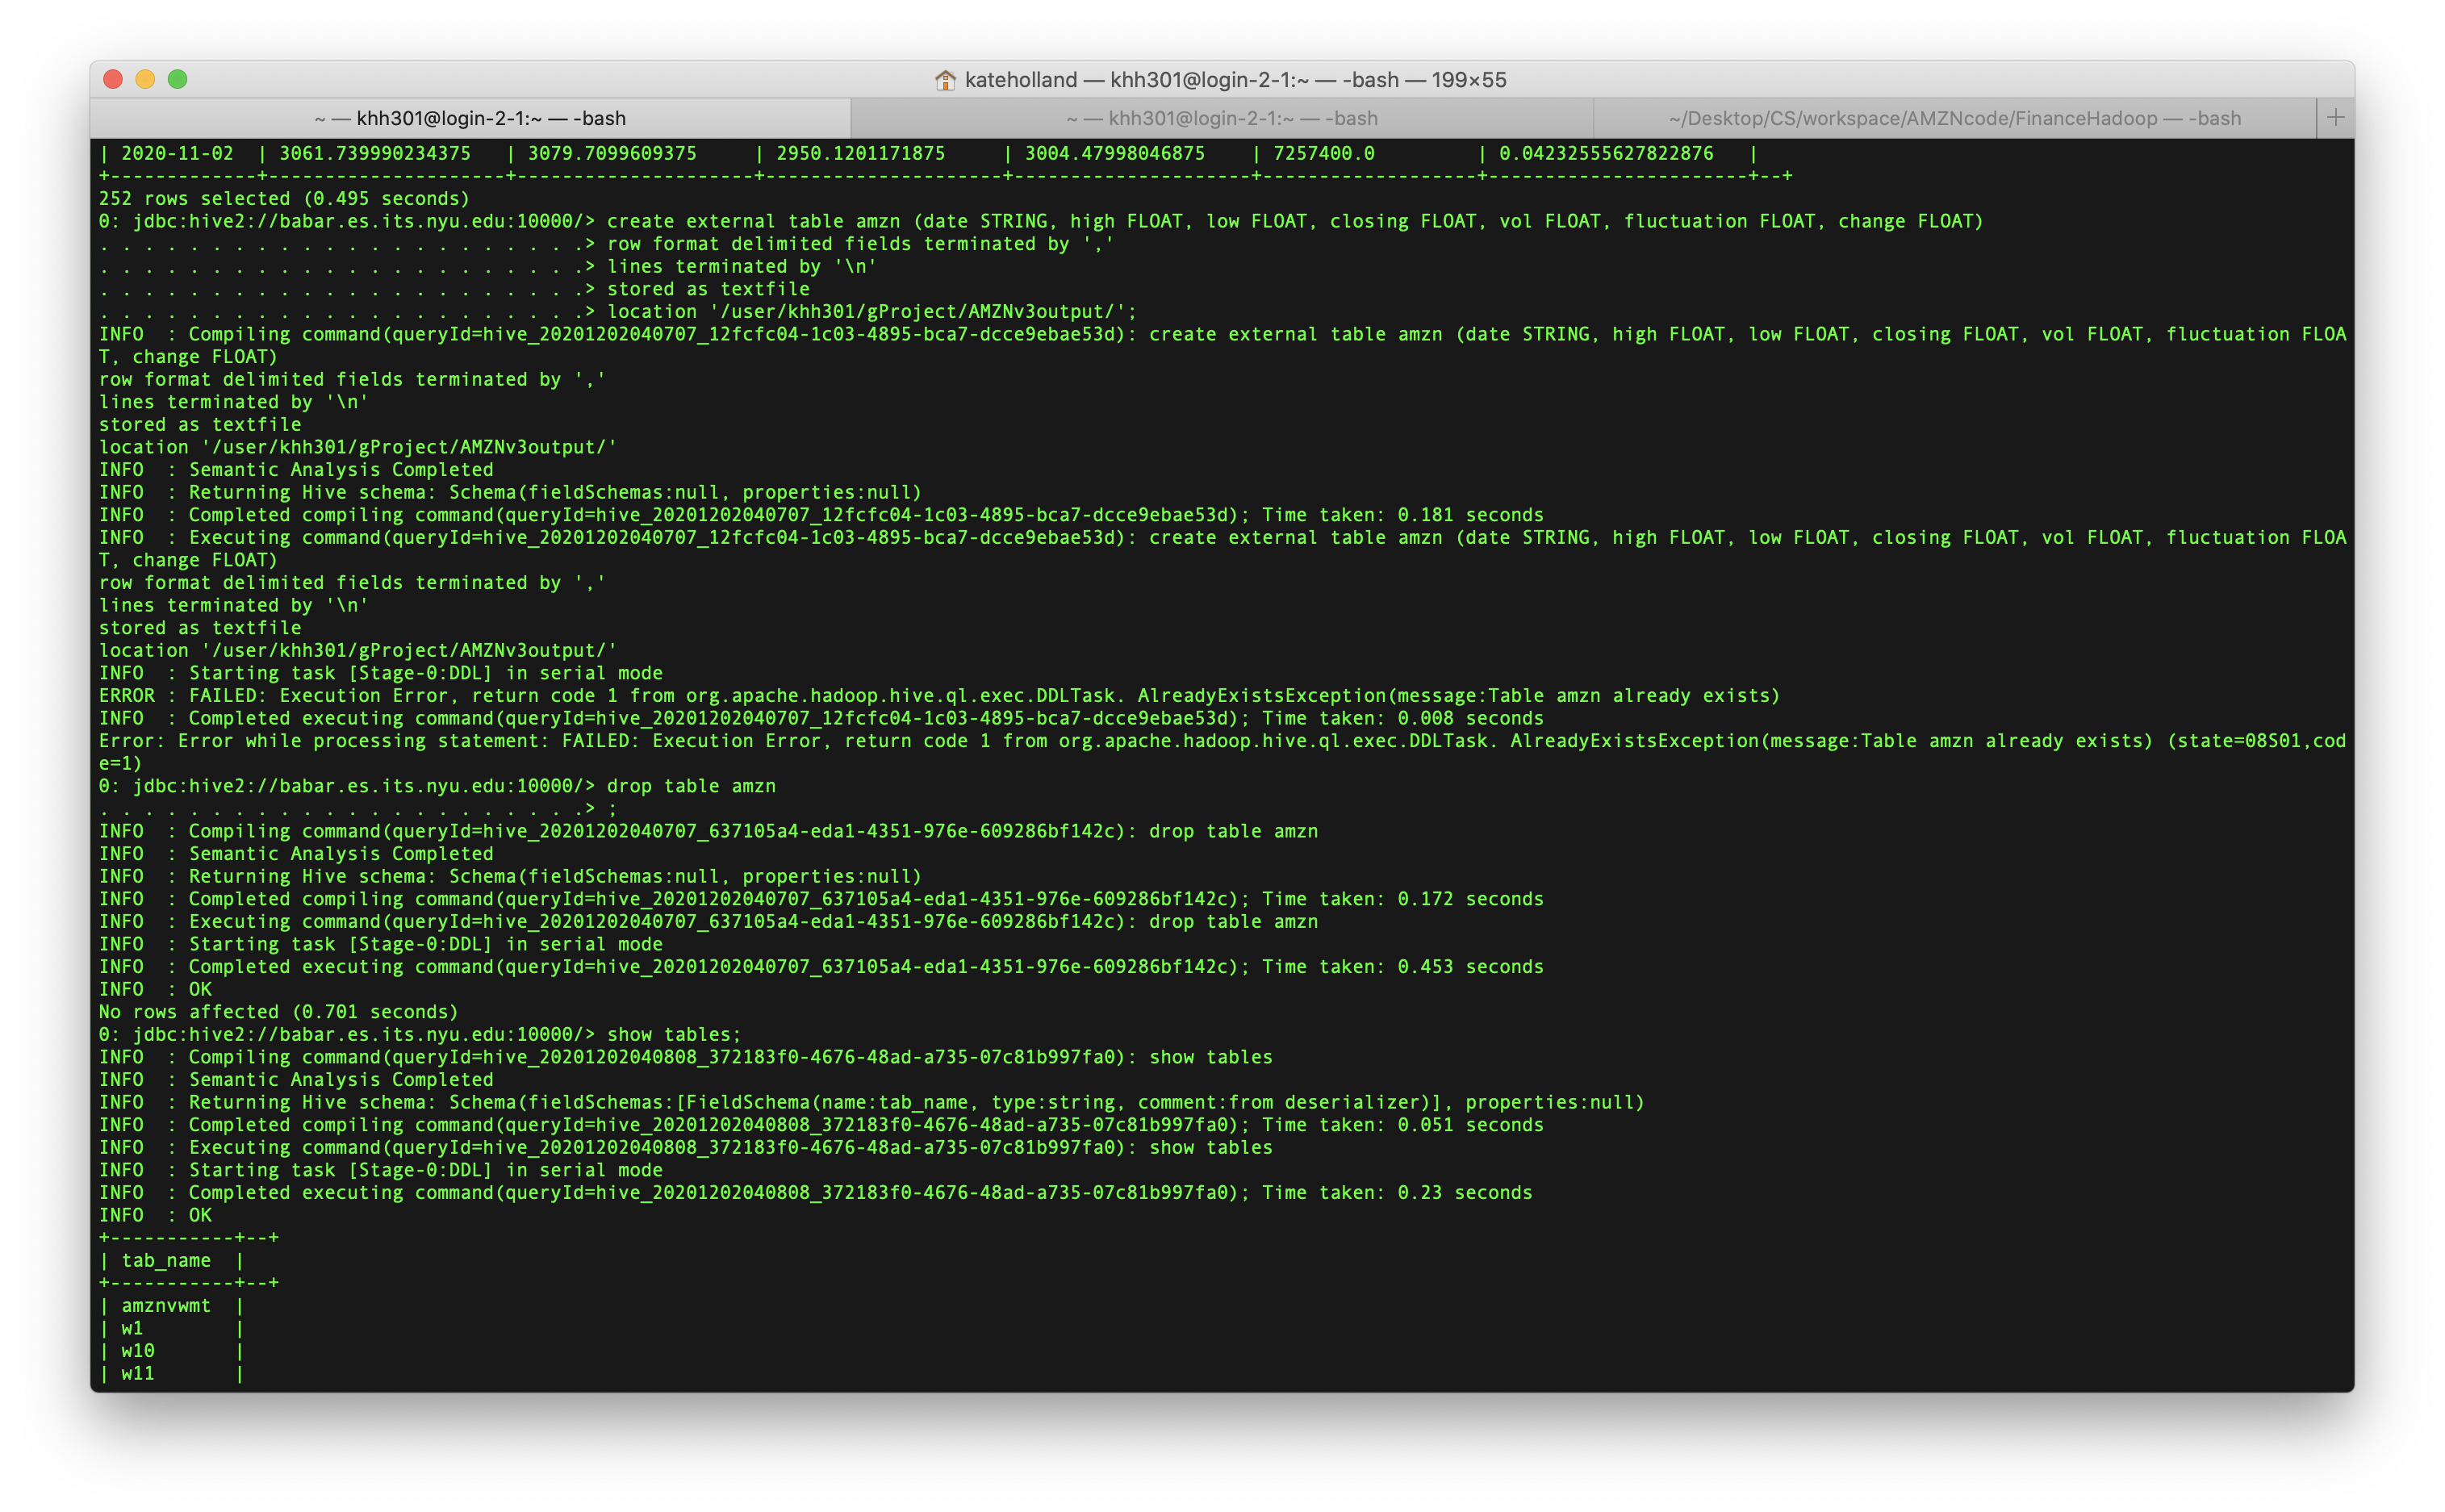 kateholland — khh301@login-2-1:~ — -bash — 199×55
~ — khh301@login-2-1:~ — -bash
~ — khh301@login-2-1:~ — -bash
~/Desktop/CS/workspace/AMZNcode/FinanceHadoop — -bash
+
| 2020-11-02  | 3061.739990234375   | 3079.7099609375     | 2950.1201171875     | 3004.47998046875    | 7257400.0         | 0.04232555627822876   |
+-------------+---------------------+---------------------+---------------------+---------------------+-------------------+-----------------------+--+
252 rows selected (0.495 seconds)
0: jdbc:hive2://babar.es.its.nyu.edu:10000/> create external table amzn (date STRING, high FLOAT, low FLOAT, closing FLOAT, vol FLOAT, fluctuation FLOAT, change FLOAT)
. . . . . . . . . . . . . . . . . . . . . .> row format delimited fields terminated by ','
. . . . . . . . . . . . . . . . . . . . . .> lines terminated by '\n'
. . . . . . . . . . . . . . . . . . . . . .> stored as textfile
. . . . . . . . . . . . . . . . . . . . . .> location '/user/khh301/gProject/AMZNv3output/';
INFO  : Compiling command(queryId=hive_20201202040707_12fcfc04-1c03-4895-bca7-dcce9ebae53d): create external table amzn (date STRING, high FLOAT, low FLOAT, closing FLOAT, vol FLOAT, fluctuation FLOA
T, change FLOAT)
row format delimited fields terminated by ','
lines terminated by '\n'
stored as textfile
location '/user/khh301/gProject/AMZNv3output/'
INFO  : Semantic Analysis Completed
INFO  : Returning Hive schema: Schema(fieldSchemas:null, properties:null)
INFO  : Completed compiling command(queryId=hive_20201202040707_12fcfc04-1c03-4895-bca7-dcce9ebae53d); Time taken: 0.181 seconds
INFO  : Executing command(queryId=hive_20201202040707_12fcfc04-1c03-4895-bca7-dcce9ebae53d): create external table amzn (date STRING, high FLOAT, low FLOAT, closing FLOAT, vol FLOAT, fluctuation FLOA
T, change FLOAT)
row format delimited fields terminated by ','
lines terminated by '\n'
stored as textfile
location '/user/khh301/gProject/AMZNv3output/'
INFO  : Starting task [Stage-0:DDL] in serial mode
ERROR : FAILED: Execution Error, return code 1 from org.apache.hadoop.hive.ql.exec.DDLTask. AlreadyExistsException(message:Table amzn already exists)
INFO  : Completed executing command(queryId=hive_20201202040707_12fcfc04-1c03-4895-bca7-dcce9ebae53d); Time taken: 0.008 seconds
Error: Error while processing statement: FAILED: Execution Error, return code 1 from org.apache.hadoop.hive.ql.exec.DDLTask. AlreadyExistsException(message:Table amzn already exists) (state=08S01,cod
e=1)
0: jdbc:hive2://babar.es.its.nyu.edu:10000/> drop table amzn
. . . . . . . . . . . . . . . . . . . . . .> ;
INFO  : Compiling command(queryId=hive_20201202040707_637105a4-eda1-4351-976e-609286bf142c): drop table amzn
INFO  : Semantic Analysis Completed
INFO  : Returning Hive schema: Schema(fieldSchemas:null, properties:null)
INFO  : Completed compiling command(queryId=hive_20201202040707_637105a4-eda1-4351-976e-609286bf142c); Time taken: 0.172 seconds
INFO  : Executing command(queryId=hive_20201202040707_637105a4-eda1-4351-976e-609286bf142c): drop table amzn
INFO  : Starting task [Stage-0:DDL] in serial mode
INFO  : Completed executing command(queryId=hive_20201202040707_637105a4-eda1-4351-976e-609286bf142c); Time taken: 0.453 seconds
INFO  : OK
No rows affected (0.701 seconds)
0: jdbc:hive2://babar.es.its.nyu.edu:10000/> show tables;
INFO  : Compiling command(queryId=hive_20201202040808_372183f0-4676-48ad-a735-07c81b997fa0): show tables
INFO  : Semantic Analysis Completed
INFO  : Returning Hive schema: Schema(fieldSchemas:[FieldSchema(name:tab_name, type:string, comment:from deserializer)], properties:null)
INFO  : Completed compiling command(queryId=hive_20201202040808_372183f0-4676-48ad-a735-07c81b997fa0); Time taken: 0.051 seconds
INFO  : Executing command(queryId=hive_20201202040808_372183f0-4676-48ad-a735-07c81b997fa0): show tables
INFO  : Starting task [Stage-0:DDL] in serial mode
INFO  : Completed executing command(queryId=hive_20201202040808_372183f0-4676-48ad-a735-07c81b997fa0); Time taken: 0.23 seconds
INFO  : OK
+-----------+--+
| tab_name  |
+-----------+--+
| amznvwmt  |
| w1        |
| w10       |
| w11       |